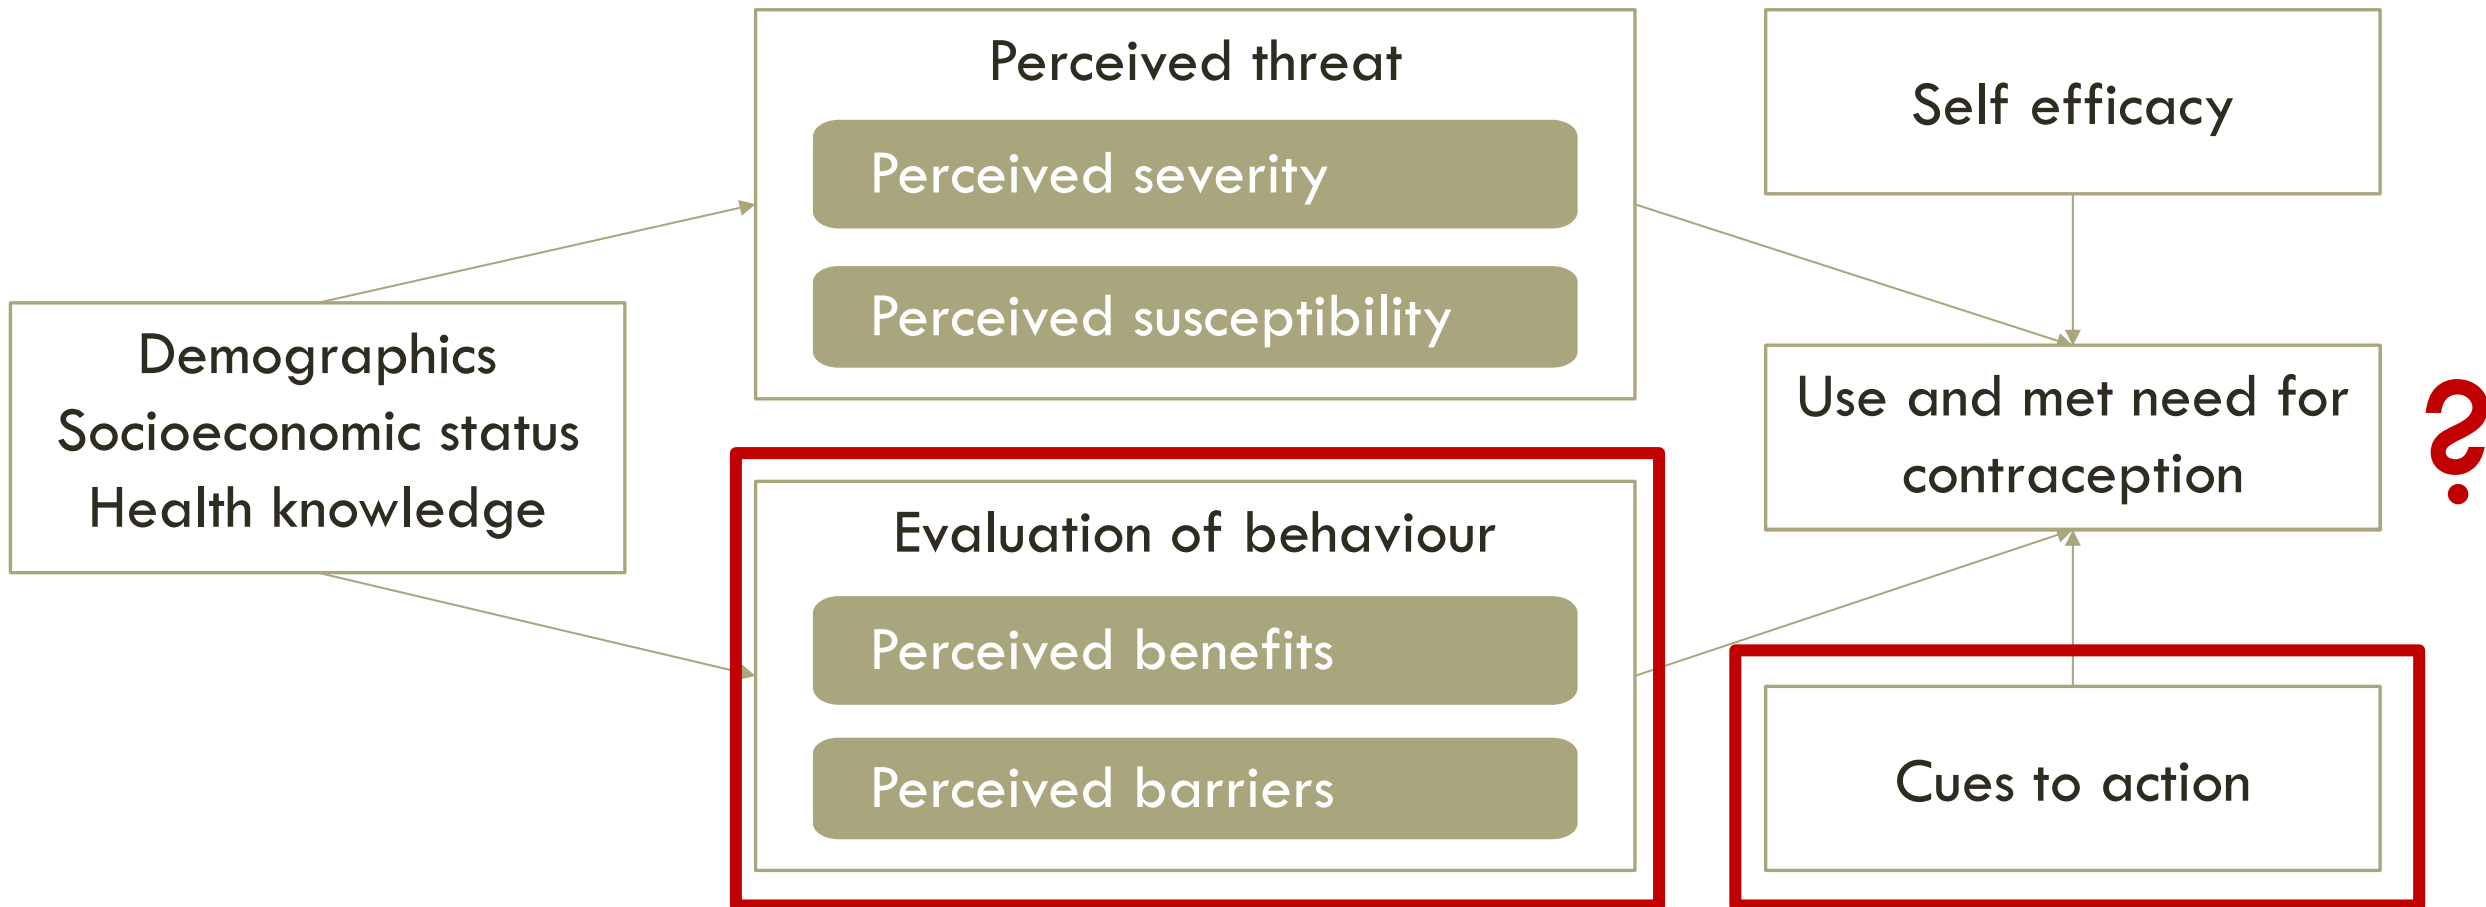 Perceived threat
Perceived severity
Perceived susceptibility
Self efficacy
Demographics
Socioeconomic status
Health knowledge
Use and met need for
contraception
?
Evaluation of behaviour
Perceived benefits
Perceived barriers
Cues to action